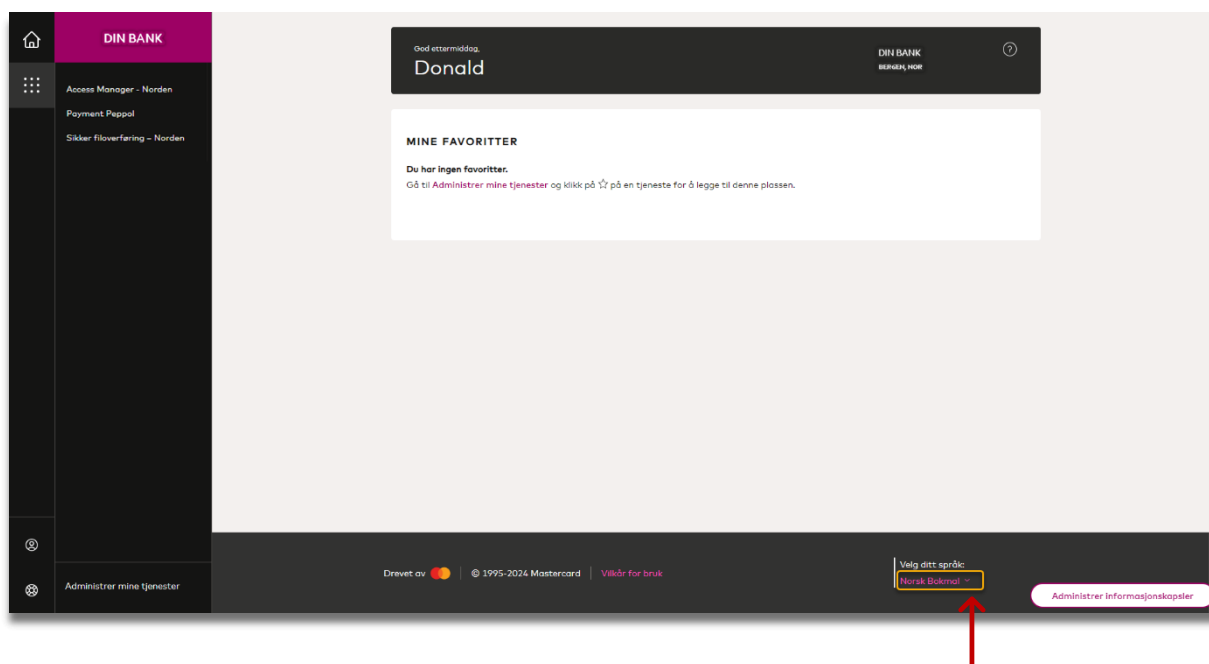 DIN BANK
Access Manager - Norden
Payment Peppol
Sikker filoverføring – Norden
Administrer mine tjenester
God ettermiddag,
Donald
DIN BANK
BERGEN, NOR
MINE FAVORITTER
Du har ingen favoritter.
Gå til Administrer mine tjenester og klikk på ☆ på en tjeneste for å legge til denne plassen.
Drevet av
© 1995-2024 Mastercard
Vilkår for bruk
Velg ditt språk:
Norsk Bokmal
Administrer informasjonskapsler